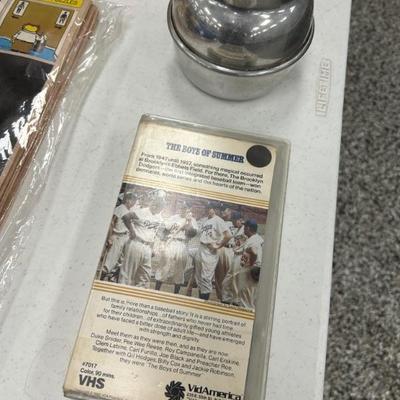 LIFETIME
THE BOYS OF SUMMER
From 1947 until 1957, something magical occurred
at Brooklyn's Ebbets Field. For there, The Brooklyn
Dodgers—the first integrated baseball team—won
pennants, world series and the hearts of the nation.
But this is more than a baseball story. It is a stirring portrait of
family relationships...of fathers who never had time
for their children...of extraordinarily gifted young athletes
who have faced a bitter dose of adult life—and have emerged
with strength and dignity.
Meet them as they were then, and as they are now
Duke Snider, Pee Wee Reese, Roy Campanella, Carl Erskine,
Clem Labine, Carl Furillo, Joe Black and Preacher Roe.
Together with Gil Hodges, Billy Cox and Jackie Robinson,
they were "The Boys of Summer"
#7017
Color, 90 mins.
VHS
VidAmerica